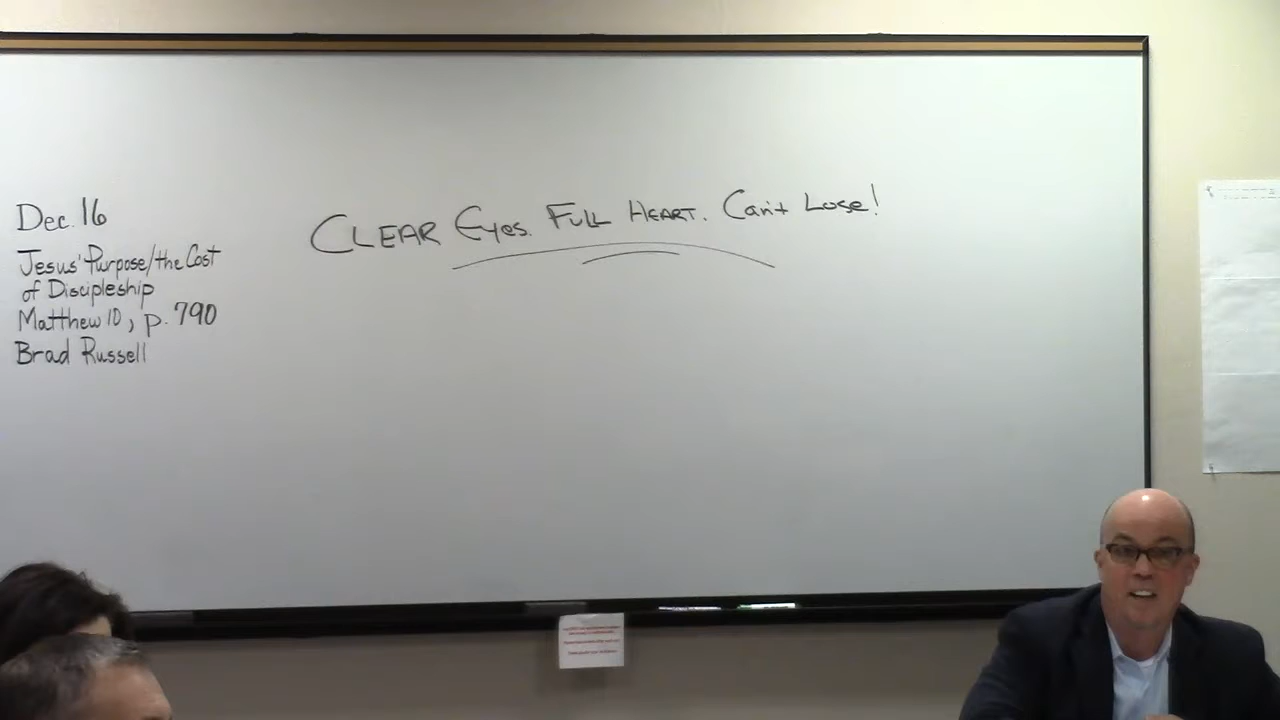 Dec. 16
Jesus' Purpose/the Cost
of Discipleship
Matthew 10, p. 790
Brad Russell
CLEAR Eyes. FULL HEART. Can't Lose!